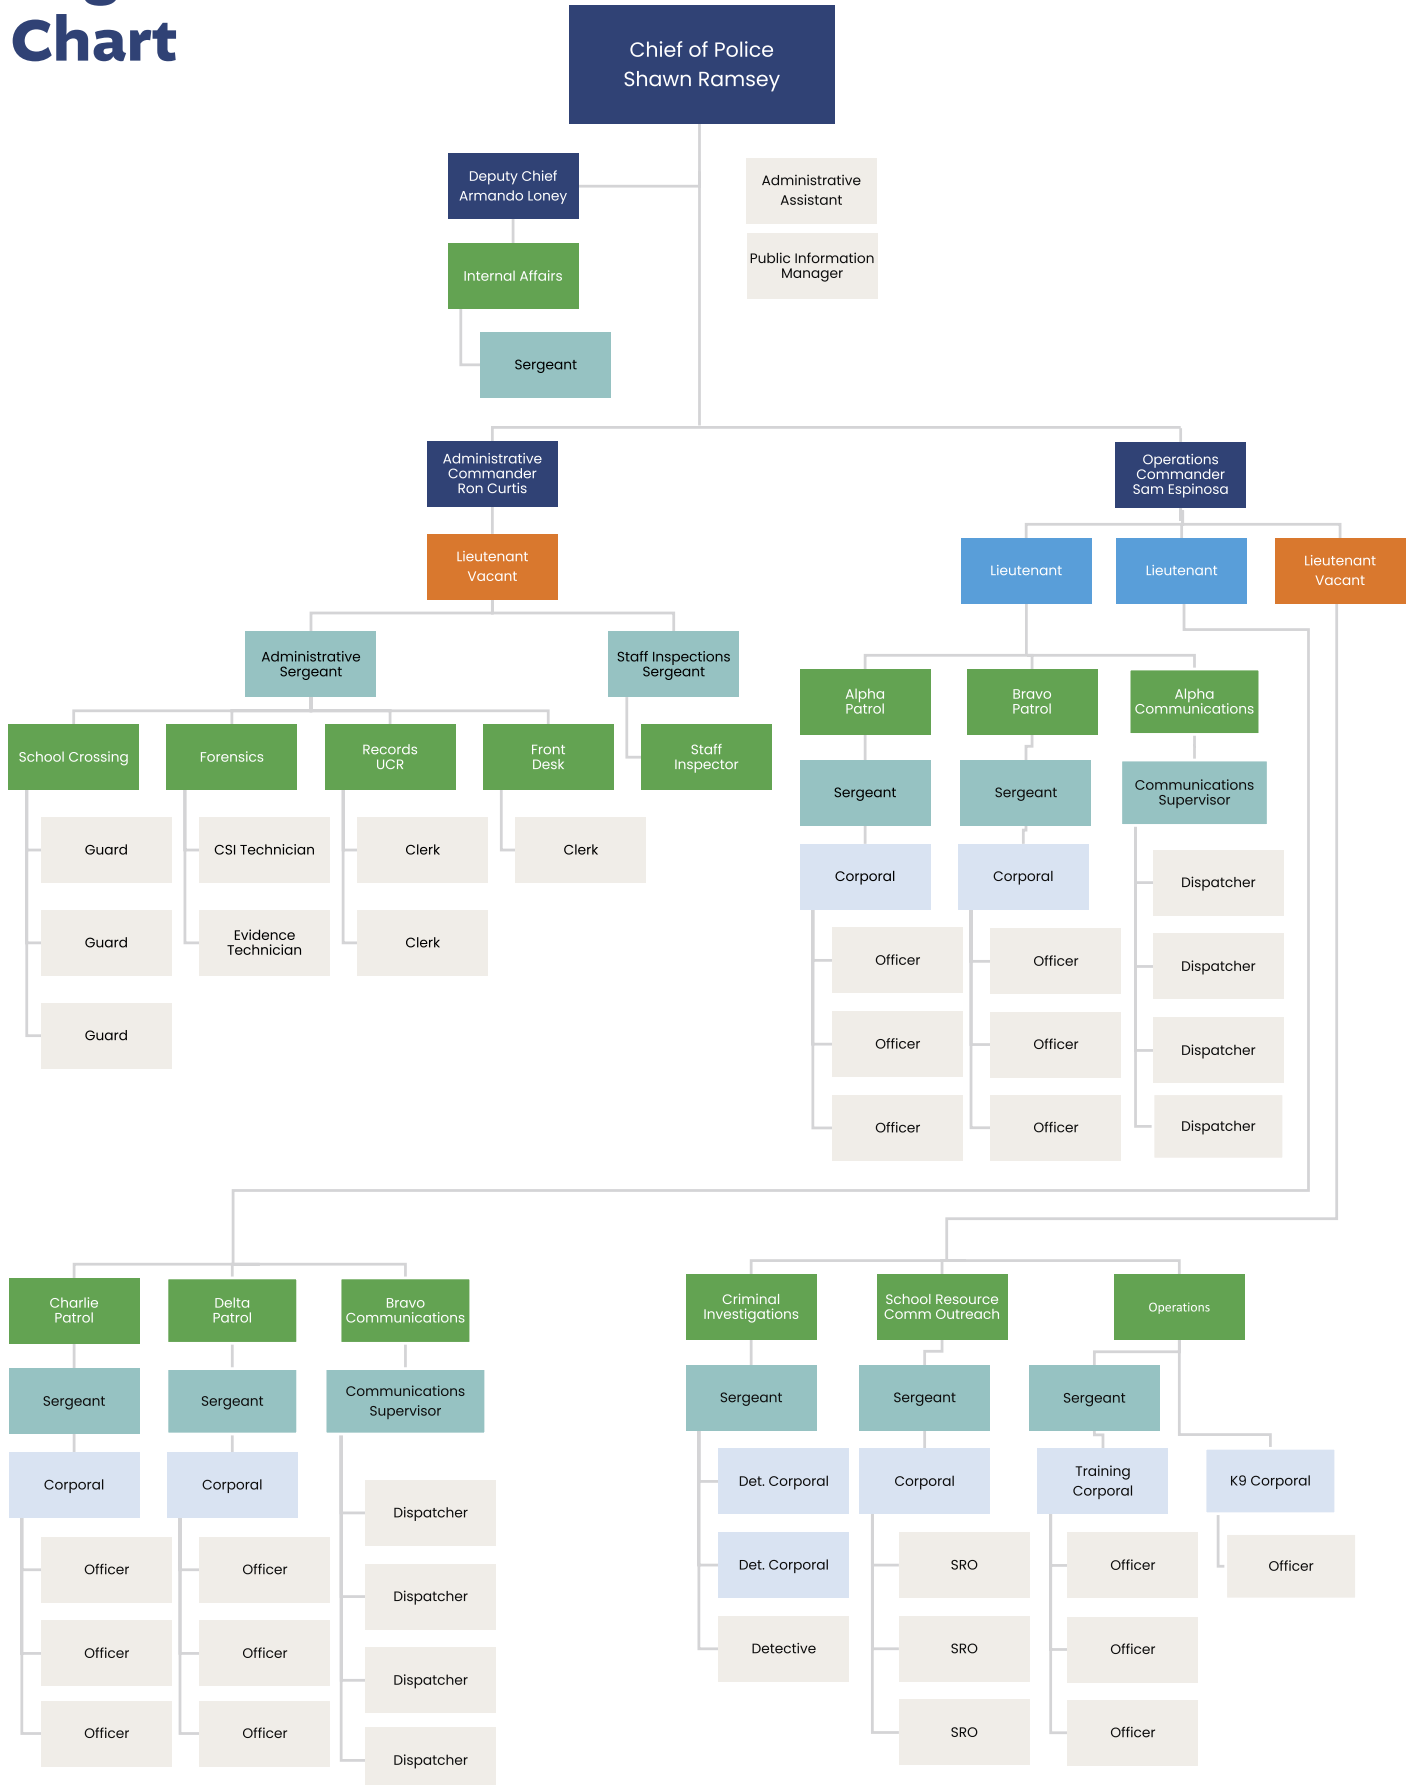 Chart
Chief of Police
Shawn Ramsey
Deputy Chief
Armando Loney
Administrative
Assistant
Public Information
Manager
Internal Affairs
Sergeant
Administrative
Commander
Ron Curtis
Operations
Commander
Sam Espinosa
Lieutenant
Vacant
Lieutenant
Lieutenant
Lieutenant
Vacant
Administrative
Sergeant
Staff Inspections
Sergeant
School Crossing
Forensics
Records
UCR
Front
Desk
Staff
Inspector
Guard
CSI Technician
Clerk
Clerk
Guard
Evidence
Technician
Clerk
Guard
Alpha
Patrol
Bravo
Patrol
Alpha
Communications
Sergeant
Sergeant
Communications
Supervisor
Corporal
Corporal
Dispatcher
Officer
Officer
Dispatcher
Officer
Officer
Dispatcher
Officer
Officer
Dispatcher
Charlie
Patrol
Delta
Patrol
Bravo
Communications
Sergeant
Sergeant
Communications
Supervisor
Corporal
Corporal
Dispatcher
Officer
Officer
Dispatcher
Officer
Officer
Dispatcher
Officer
Officer
Dispatcher
Criminal
Investigations
School Resource
Comm Outreach
Operations
Sergeant
Sergeant
Sergeant
Det. Corporal
Corporal
Training
Corporal
K9 Corporal
Det. Corporal
SRO
Officer
Officer
Detective
SRO
Officer
SRO
Officer